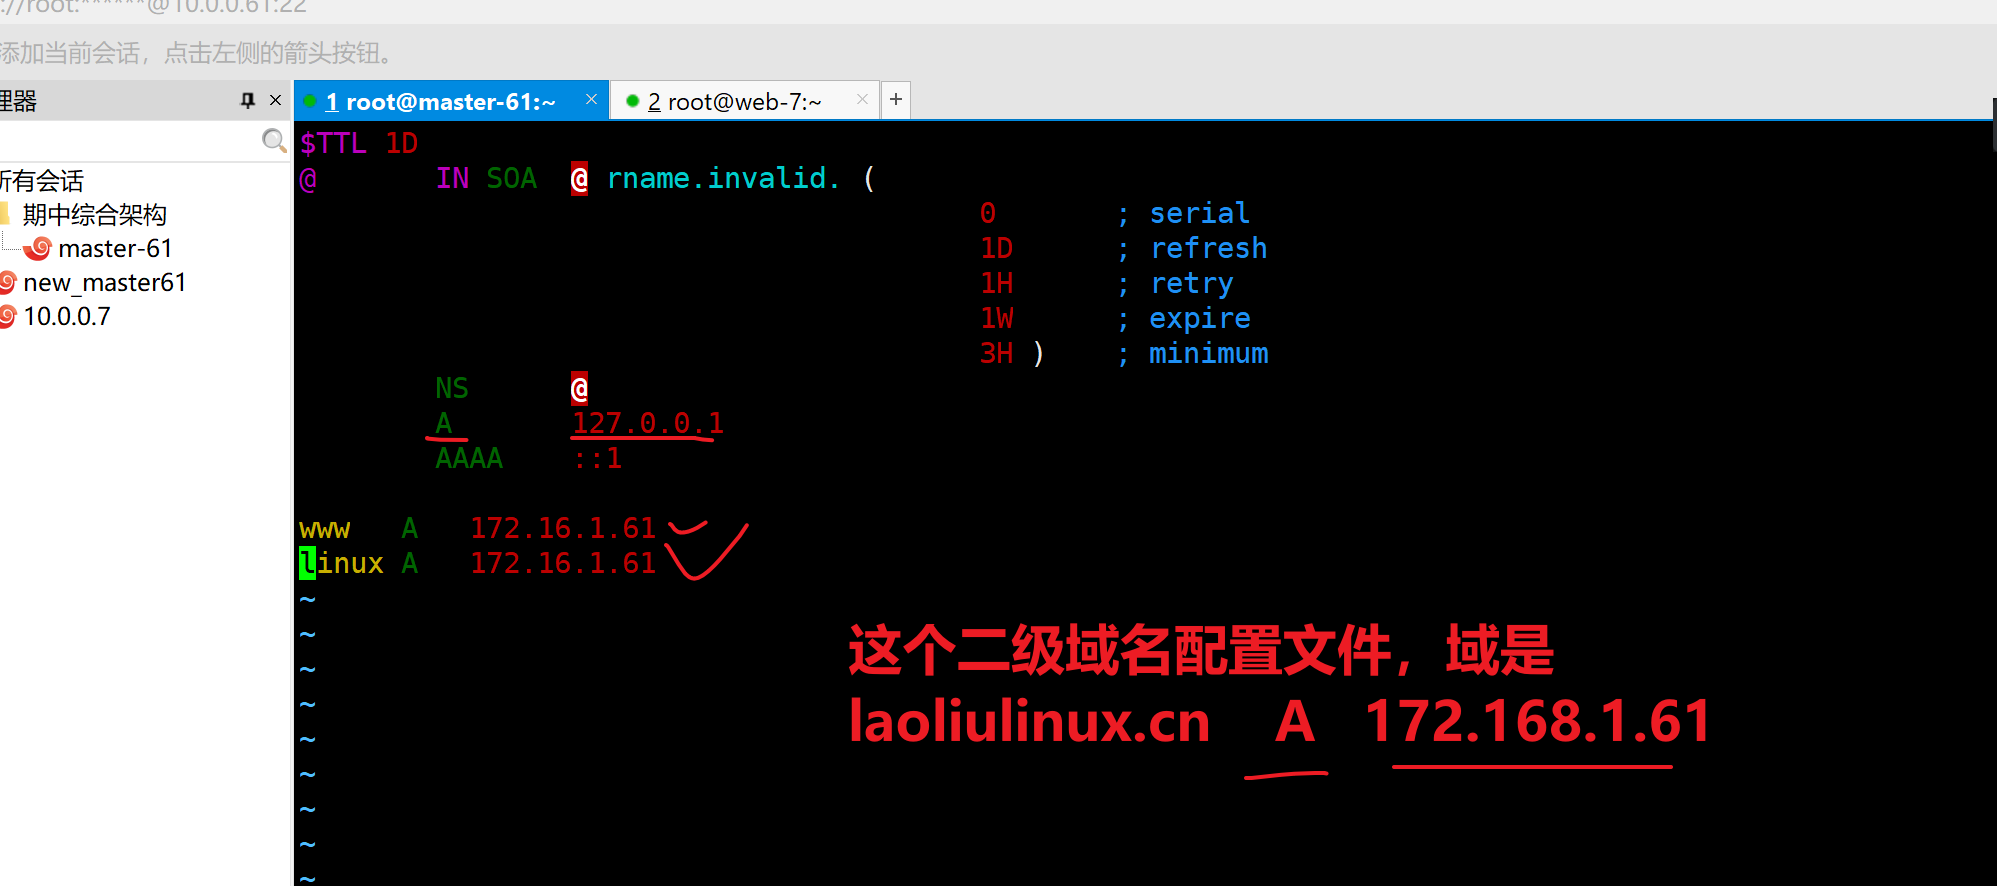 ://root:******@10.0.0.61:22
添加当前会话，点击左侧的箭头按钮。
理器
1 root@master-61:~ × 2 root@web-7:~ × +
所有会话
期中综合架构
master-61
new_master61
10.0.0.7
$TTL 1D
@ IN SOA @ rname.invalid. (
0 ; serial
1D ; refresh
1H ; retry
1W ; expire
3H ) ; minimum
NS @
A 127.0.0.1
AAAA ::1
www A 172.16.1.61
linux A 172.16.1.61
~
~
~
~
~
~
~
~
~
这个二级域名配置文件，域是
laoliulinux.cn A 172.168.1.61